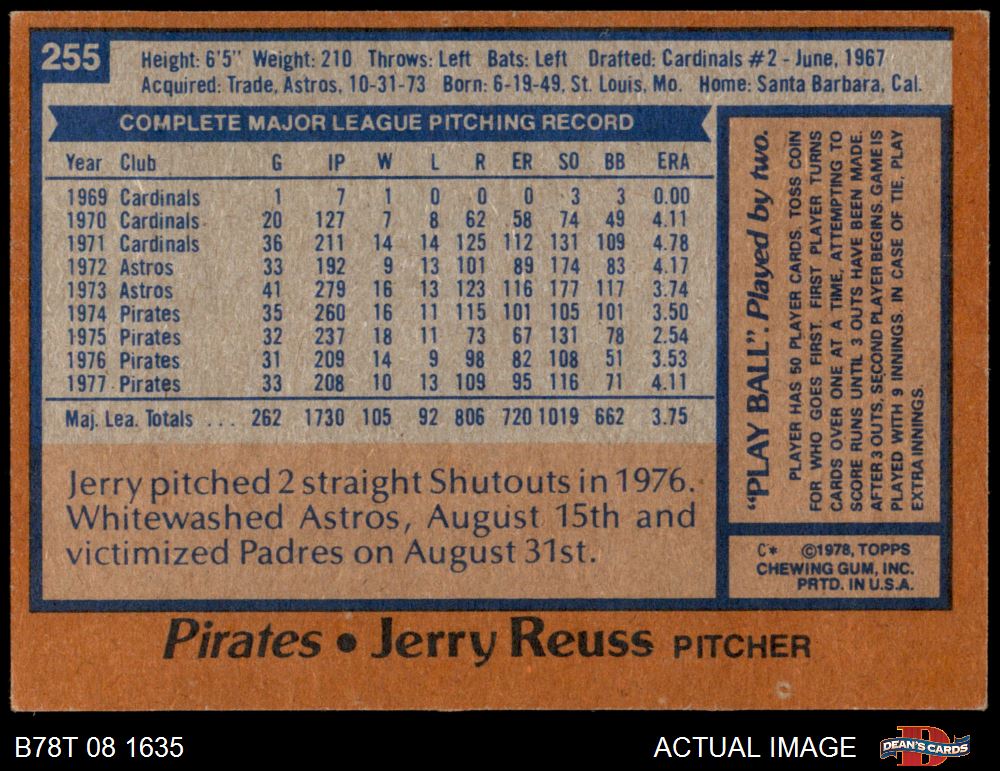 255
Height: 6'5" Weight: 210 Throws: Left Bats: Left Drafted: Cardinals #2 - June, 1967
Acquired: Trade, Astros, 10-31-73 Born: 6-19-49, St. Louis, Mo. Home: Santa Barbara, Cal.
COMPLETE MAJOR LEAGUE PITCHING RECORD
Year Club G IP W L R ER SO BB ERA
1969 Cardinals 1 7 1 0 0 0 3 3 0.00
1970 Cardinals 20 127 7 8 62 58 74 49 4.11
1971 Cardinals 36 211 14 14 125 112 131 109 4.78
1972 Astros 33 192 9 13 101 89 174 83 4.17
1973 Astros 41 279 16 13 123 116 177 117 3.74
1974 Pirates 35 260 16 11 115 101 105 101 3.50
1975 Pirates 32 237 18 11 73 67 131 78 2.54
1976 Pirates 31 209 14 9 98 82 108 51 3.53
1977 Pirates 33 208 10 13 109 95 116 71 4.11
Maj. Lea. Totals ... 262 1730 105 92 806 720 1019 662 3.75
Jerry pitched 2 straight Shutouts in 1976.
Whitewashed Astros, August 15th and
victimized Padres on August 31st.
"PLAY BALL". Played by two.
PLAYER HAS 50 PLAYER CARDS. TOSS COIN
FOR WHO GOES FIRST. FIRST PLAYER TURNS
CARDS OVER ONE AT A TIME, ATTEMPTING TO
SCORE RUNS UNTIL 3 OUTS HAVE BEEN MADE.
AFTER 3 OUTS, SECOND PLAYER BEGINS. GAME IS
PLAYED WITH 9 INNINGS. IN CASE OF TIE, PLAY
EXTRA INNINGS.
C* ©1978, TOPPS
CHEWING GUM, INC.
PRTD. IN U.S.A.
Pirates • Jerry Reuss PITCHER
B78T 08 1635
ACTUAL IMAGE
D
DEAN'S CARDS